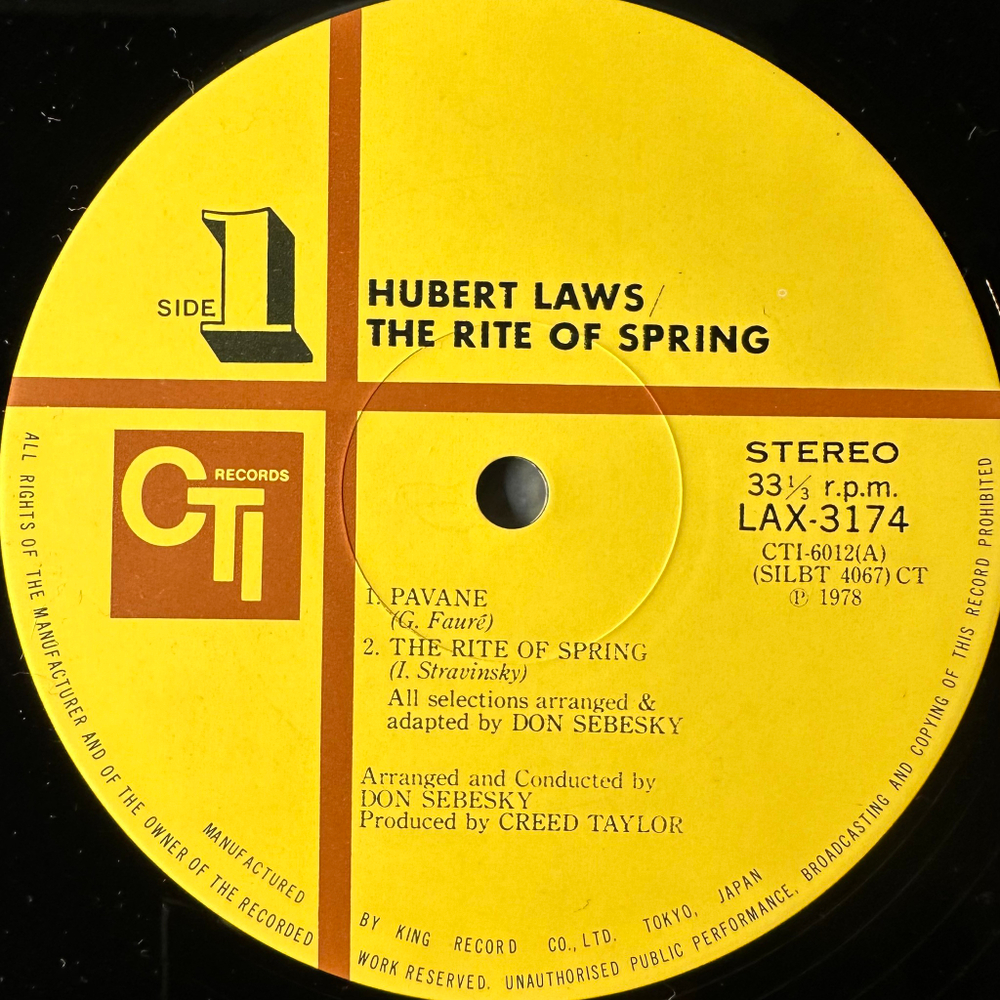 SIDE 1
HUBERT LAWS/
THE RITE OF SPRING
CTI RECORDS
STEREO
33⅓ r.p.m.
LAX-3174
CTI-6012(A)
(SILBT 4067) CT
Ⓟ 1978
1. PAVANE
(G. Fauré)
2. THE RITE OF SPRING
(I. Stravinsky)
All selections arranged &
adapted by DON SEBESKY
Arranged and Conducted by
DON SEBESKY
Produced by CREED TAYLOR
MANUFACTURED BY KING RECORD CO., LTD. TOKYO, JAPAN
ALL RIGHTS OF THE MANUFACTURER AND OF THE OWNER OF THE RECORDED WORK RESERVED. UNAUTHORISED PUBLIC PERFORMANCE, BROADCASTING AND COPYING OF THIS RECORD PROHIBITED